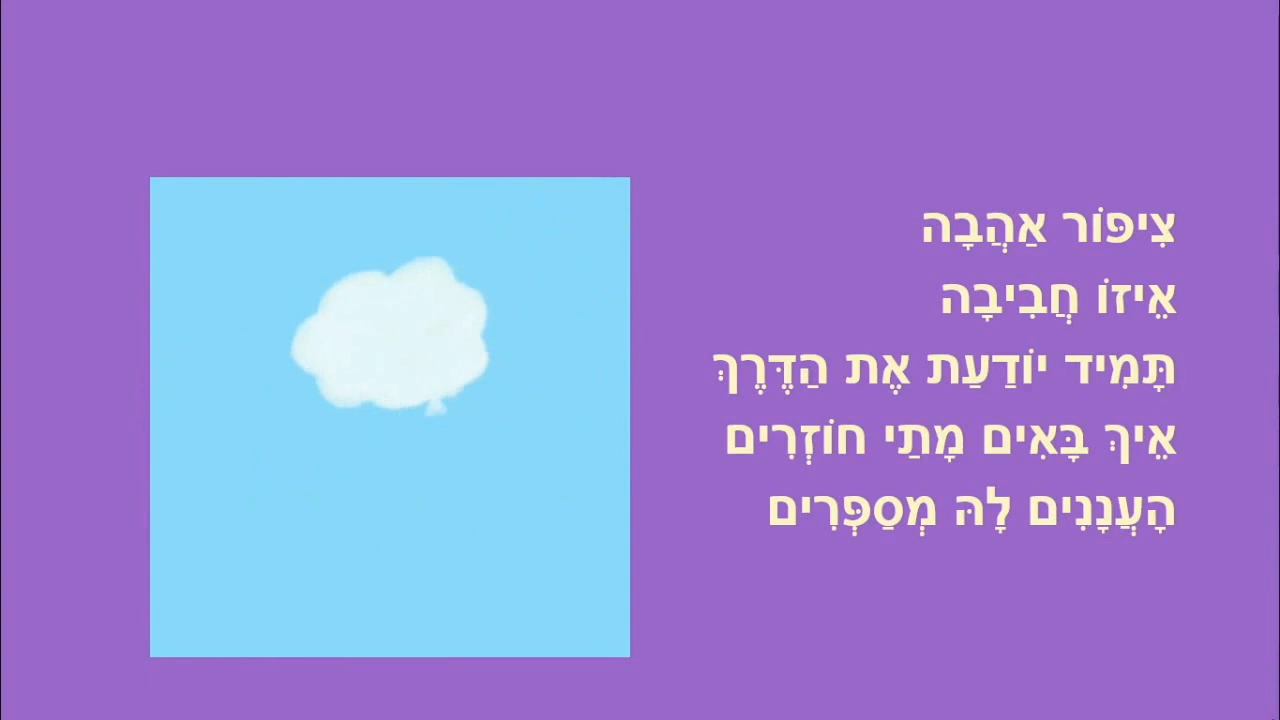 צִיפּוֹר אַהֲבָה
אֵיזוֹ חֲבִיבָה
תָּמִיד יוֹדַעַת אֶת הַדֶּרֶךְ
אֵיךְ בָּאִים מָתַי חוֹזְרִים
הָעֲנָנִים לָהּ מְסַפְּרִים